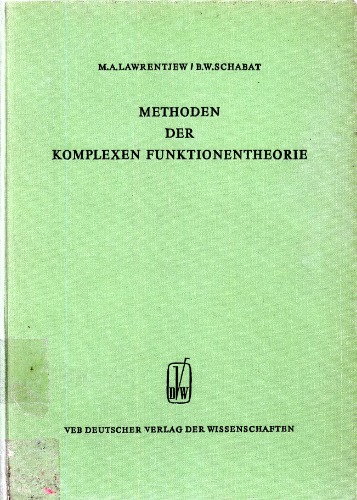 M.A.LAWRENTJEW/B.W.SCHABAT
METHODEN
DER
KOMPLEXEN FUNKTIONENTHEORIE
DVW
VEB DEUTSCHER VERLAG DER WISSENSCHAFTEN